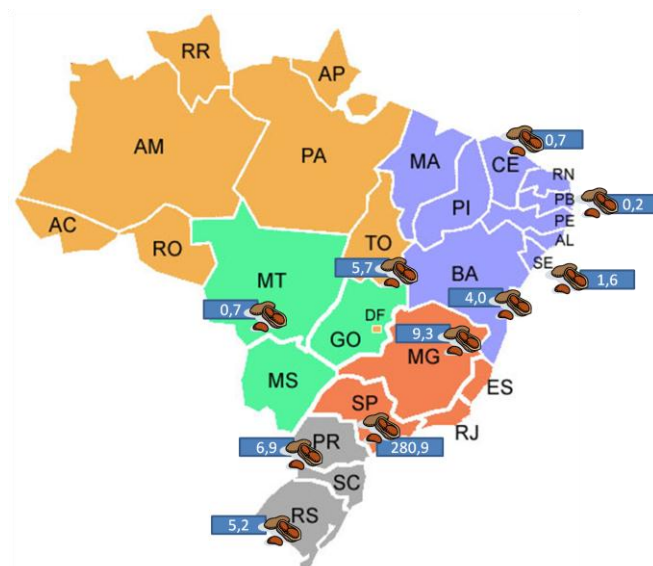 RR
AP
AM
PA
MA
CE
0,7
RN
PB
0,2
PI
PE
AC
RO
TO
AL
SE
5,7
BA
1,6
MT
0,7
4,0
DF
GO
9,3
MG
MS
ES
SP
RJ
PR
6,9
280,9
SC
RS
5,2